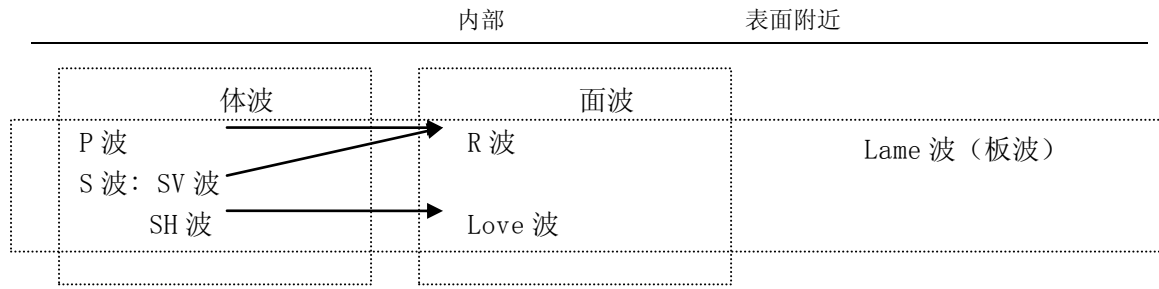 内部 表面附近
体波 面波
P 波 R 波 Lame 波（板波）
S 波: SV 波
SH 波 Love 波